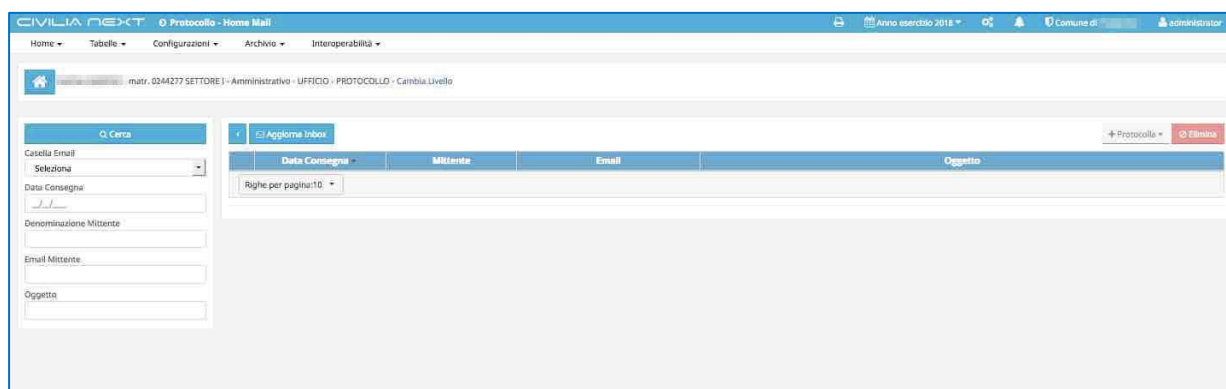 CIVILIA NEXT Protocollo - Home Mail Anno esercizio 2018 Comune di administrator
Home Tabelle Configurazioni Archivio Interoperabilità
matr. 0244277 SETTORE I - Amministrativo - UFFICIO - PROTOCOLLO - Cambia Livello
Cerca
Casella Email
Seleziona
Data Consegna
__/__/____
Denominazione Mittente
Email Mittente
Oggetto
Aggiorna Inbox + Protocolla Elimina
Data Consegna Mittente Email Oggetto
Righe per pagina:10